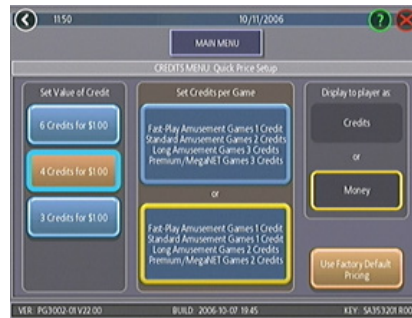 11:50
10/11/2006
?
MAIN MENU
CREDITS MENU: Quick Price Setup
Set Value of Credit
6 Credits for $1.00
4 Credits for $1.00
3 Credits for $1.00
Set Credits per Game
Fast-Play Amusement Games 1 Credit
Standard Amusement Games 2 Credits
Long Amusement Games 3 Credits
Premium/MegaNET Games 3 Credits
or
Fast-Play Amusement Games 1 Credit
Standard Amusement Games 1 Credit
Long Amusement Games 2 Credits
Premium/MegaNET Games 2 Credits
Display to player as:
Credits
or
Money
Use Factory Default
Pricing
VER: PG3002-01 V22.00
BUILD: 2006-10-07 19:45
KEY: SA353201 R00